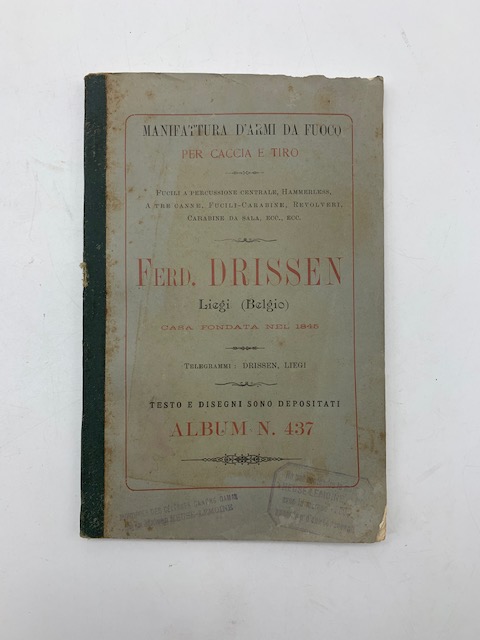 MANIFATTURA D'ARMI DA FUOCO
PER CACCIA E TIRO
FUCILI A PERCUSSIONE CENTRALE, HAMMERLESS,
A TRE CANNE, FUCILI-CARABINE, REVOLVERI,
CARABINE DA SALA, ECC., ECC.
FERD. DRISSEN
Liegi (Belgio)
CASA FONDATA NEL 1846
TELEGRAMMI: DRISSEN, LIEGI
TESTO E DISEGNI SONO DEPOSITATI
ALBUM N. 437